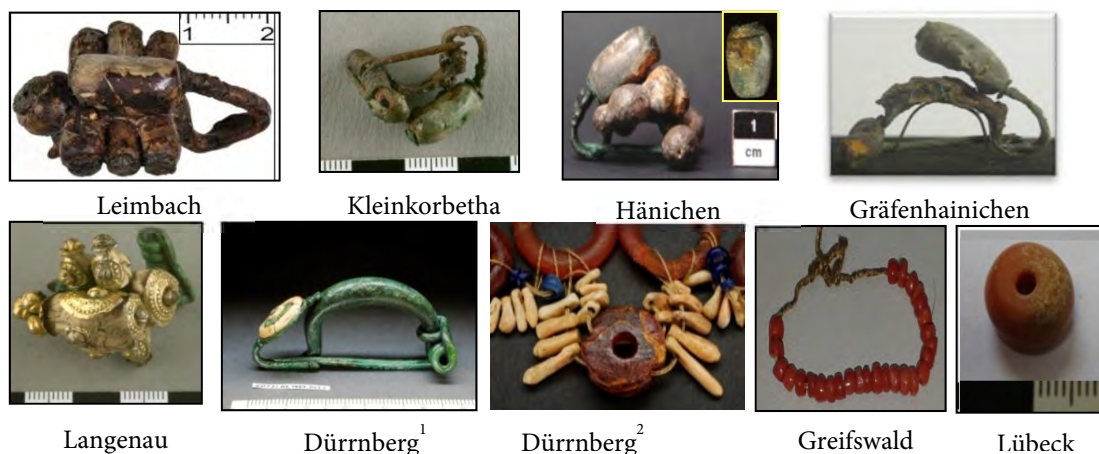 1 2
1
cm
Leimbach
Kleinkorbetha
Hänichen
Gräfenhainichen
Langenau
Dürrnberg¹
Dürrnberg²
Greifswald
Lübeck